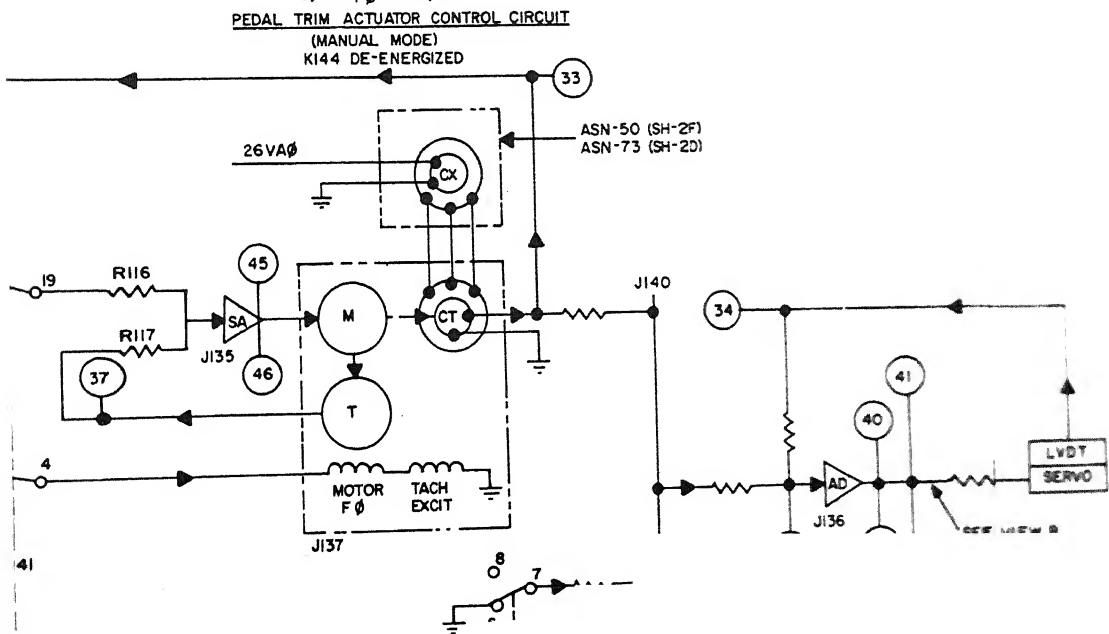 PEDAL TRIM ACTUATOR CONTROL CIRCUIT
(MANUAL MODE)
K144 DE-ENERGIZED
33
ASN-50 (SH-2F)
ASN-73 (SH-2D)
26VAØ
CX
19
R116
45
J140
34
SA
M
CT
R117
J135
37
46
41
T
40
4
LVDT
AD
SERVO
MOTOR
FØ
TACH
EXCIT
J136
SEE VIEW
J137
41
8
7